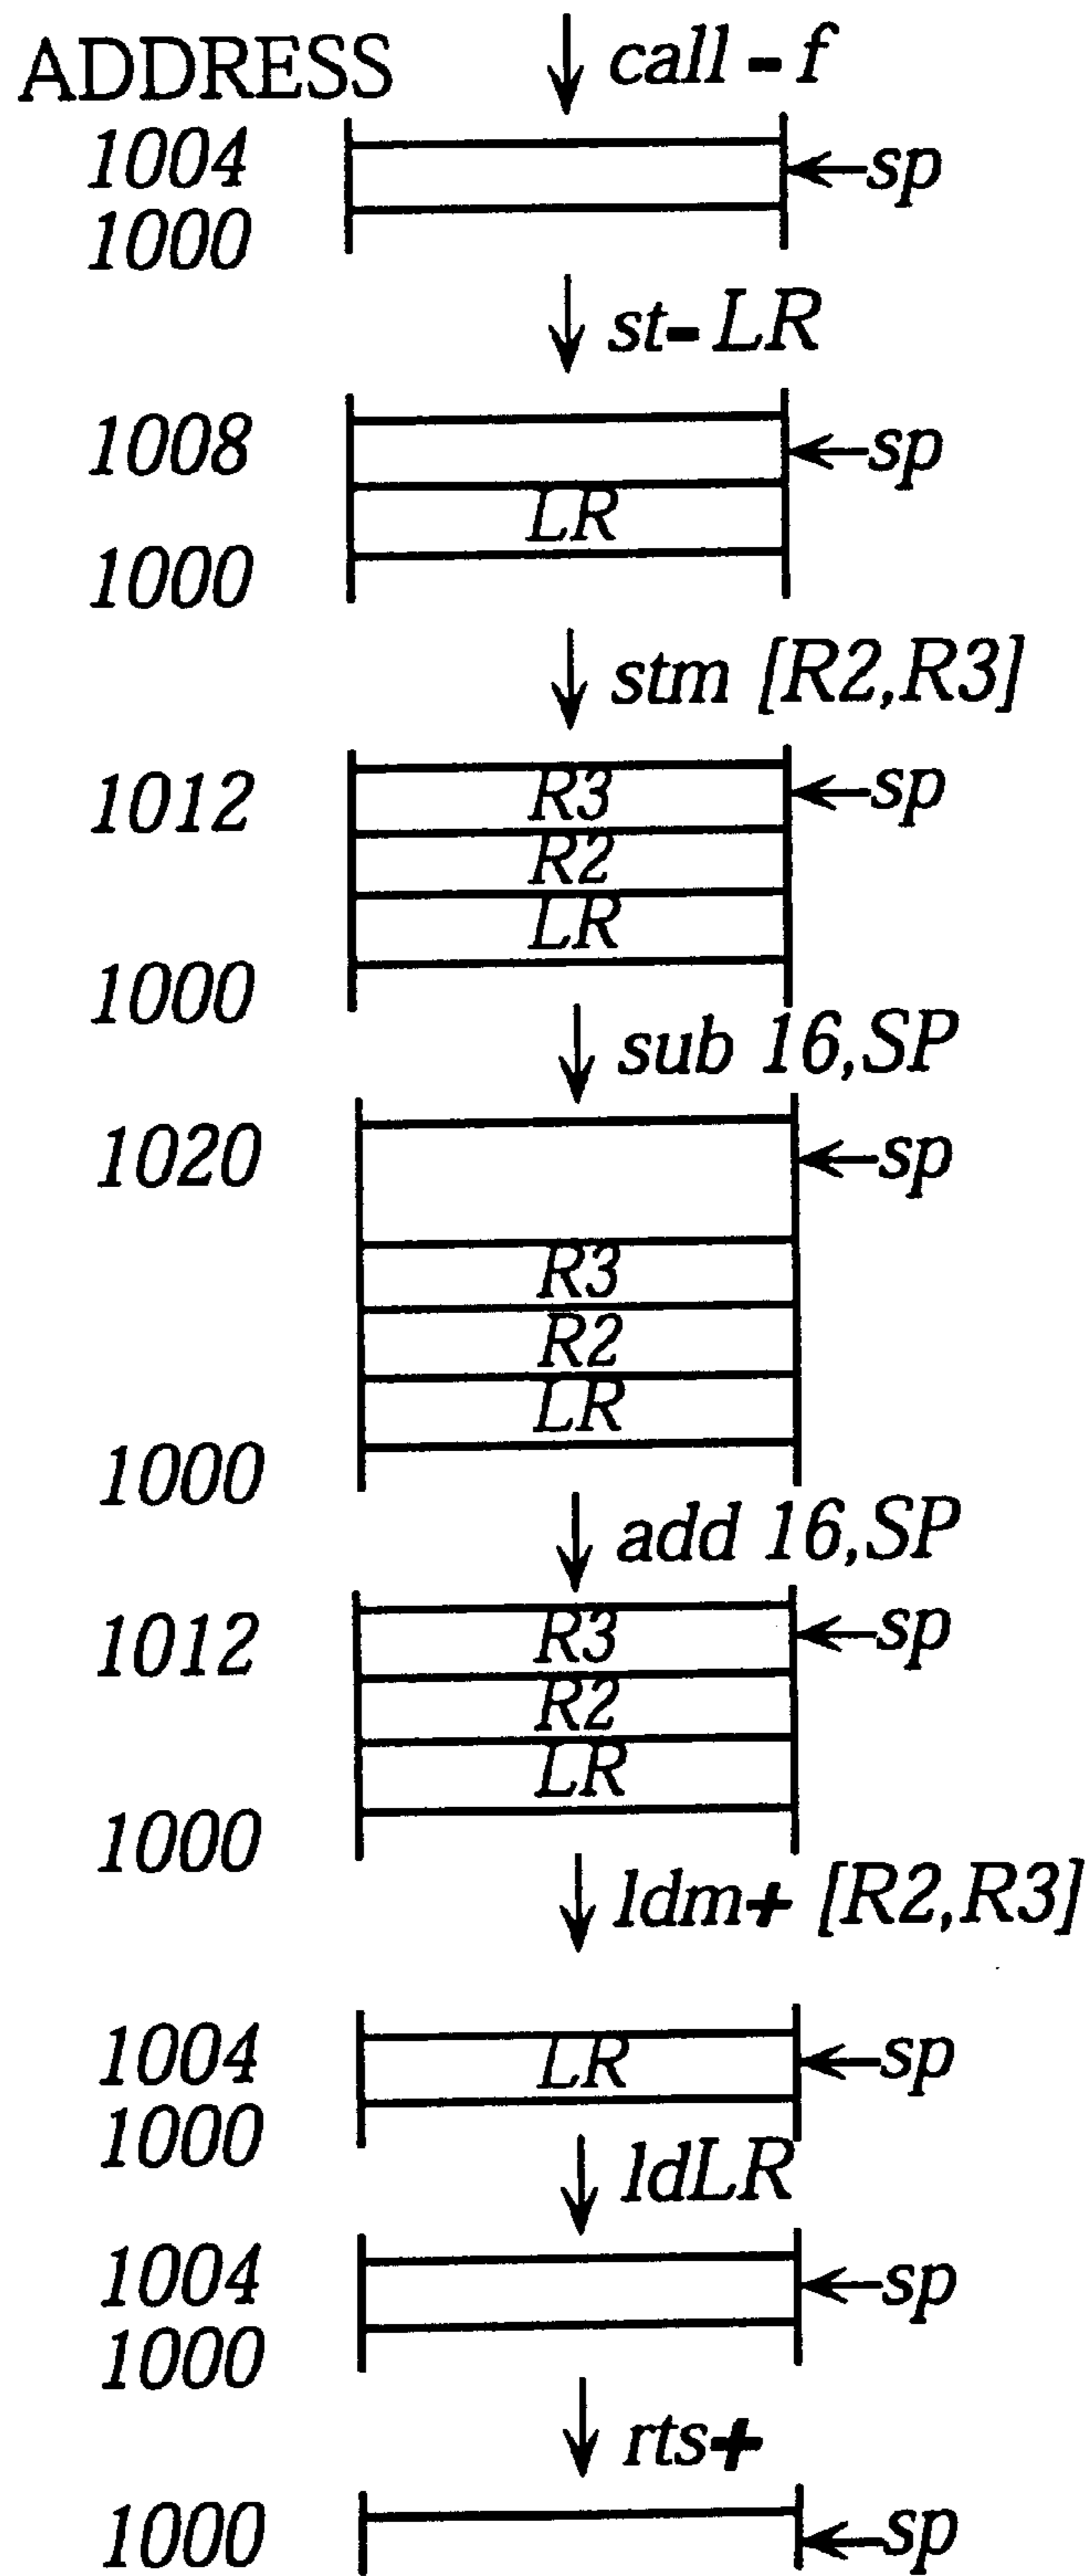 ADDRESS
call - f
1004
sp
1000
st- LR
1008
sp
LR
1000
stm [R2,R3]
1012
R3
sp
R2
LR
1000
sub 16,SP
1020
sp
R3
R2
LR
1000
add 16,SP
1012
R3
sp
R2
LR
1000
ldm+ [R2,R3]
1004
LR
sp
1000
ldLR
1004
sp
1000
rts+
1000
sp